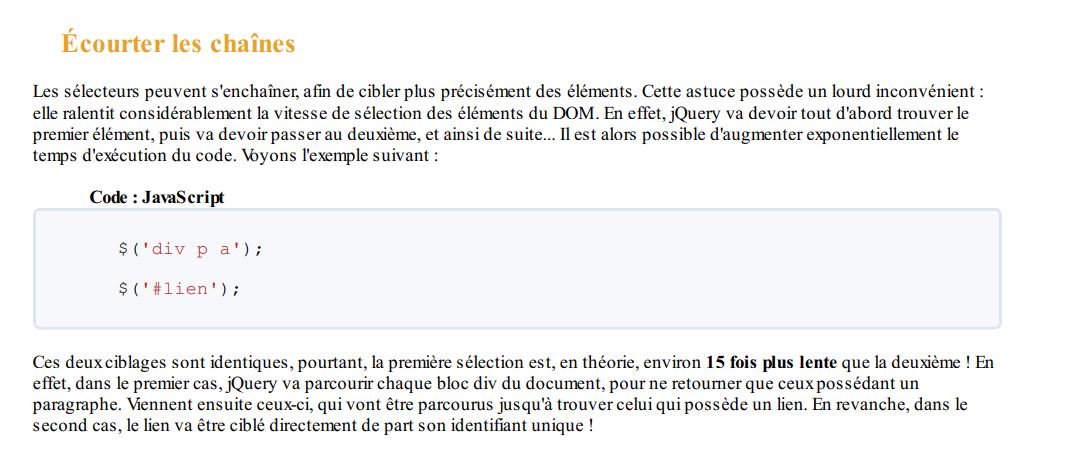 Écourter les chaînes
Les sélecteurs peuvent s'enchaîner, afin de cibler plus précisément des éléments. Cette astuce possède un lourd inconvénient :
elle ralentit considérablement la vitesse de sélection des éléments du DOM. En effet, jQuery va devoir tout d'abord trouver le
premier élément, puis va devoir passer au deuxième, et ainsi de suite... Il est alors possible d'augmenter exponentiellement le
temps d'exécution du code. Voyons l'exemple suivant :
Code : JavaScript
$('div p a');
$('#lien');
Ces deux ciblages sont identiques, pourtant, la première sélection est, en théorie, environ 15 fois plus lente que la deuxième ! En
effet, dans le premier cas, jQuery va parcourir chaque bloc div du document, pour ne retourner que ceux possédant un
paragraphe. Viennent ensuite ceux-ci, qui vont être parcourus jusqu'à trouver celui qui possède un lien. En revanche, dans le
second cas, le lien va être ciblé directement de part son identifiant unique !